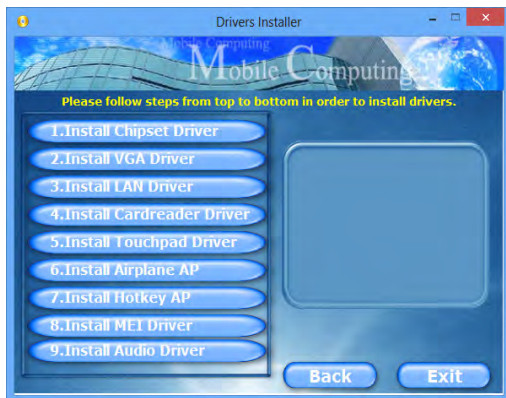 Drivers Installer
Mobile Computing
Mobile Computing
Please follow steps from top to bottom in order to install drivers.
1.Install Chipset Driver
2.Install VGA Driver
3.Install LAN Driver
4.Install Cardreader Driver
5.Install Touchpad Driver
6.Install Airplane AP
7.Install Hotkey AP
8.Install MEI Driver
9.Install Audio Driver
Back
Exit